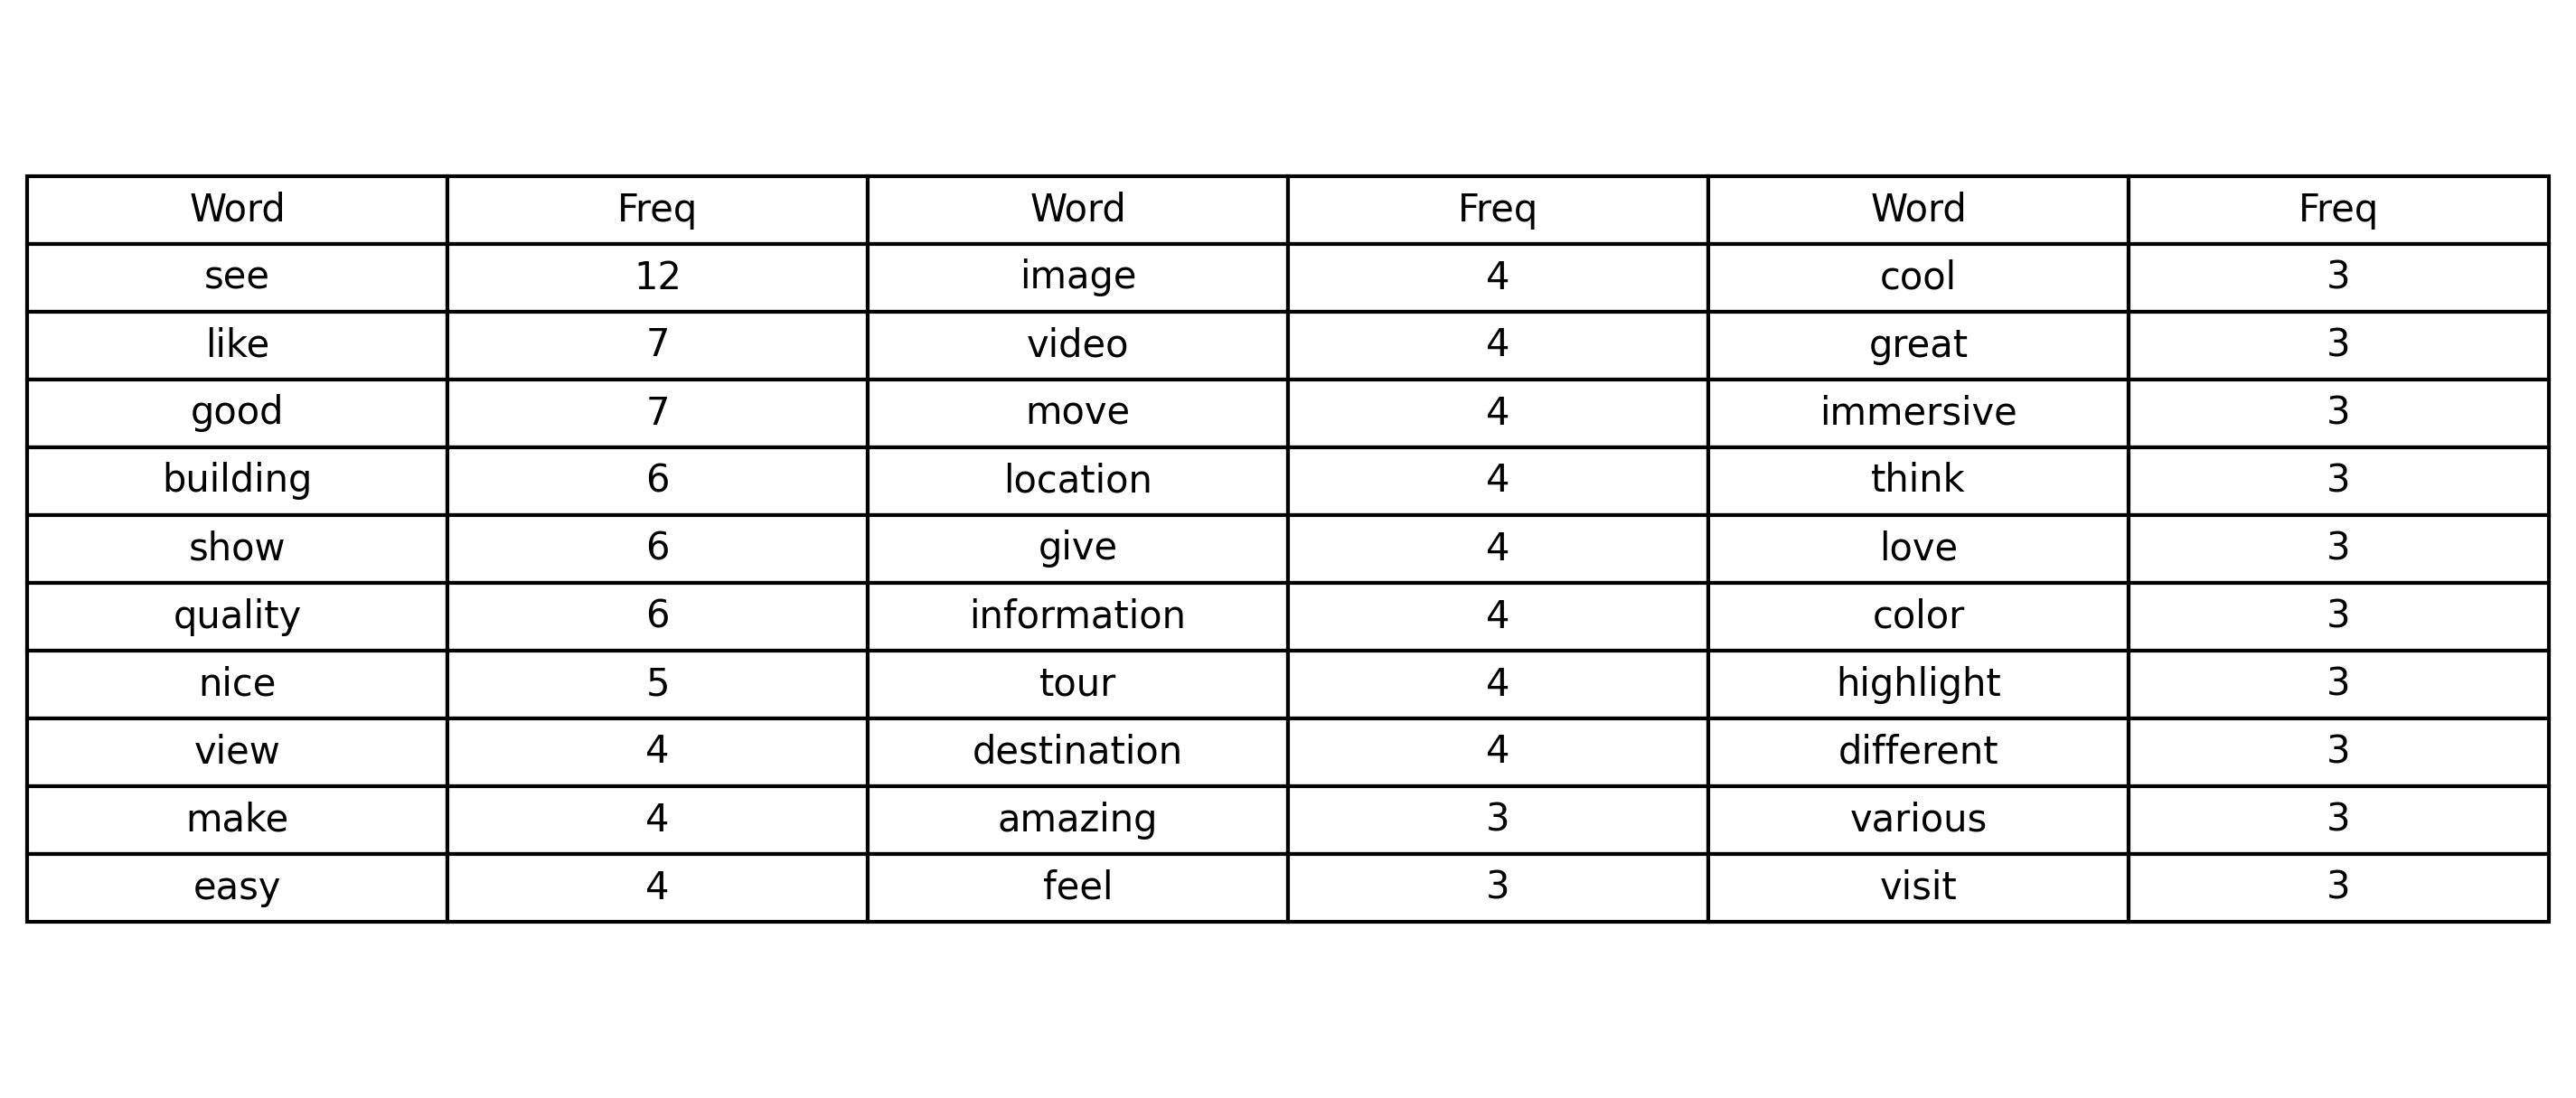 Word Freq Word Freq Word Freq
see 12 image 4 cool 3
like 7 video 4 great 3
good 7 move 4 immersive 3
building 6 location 4 think 3
show 6 give 4 love 3
quality 6 information 4 color 3
nice 5 tour 4 highlight 3
view 4 destination 4 different 3
make 4 amazing 3 various 3
easy 4 feel 3 visit 3